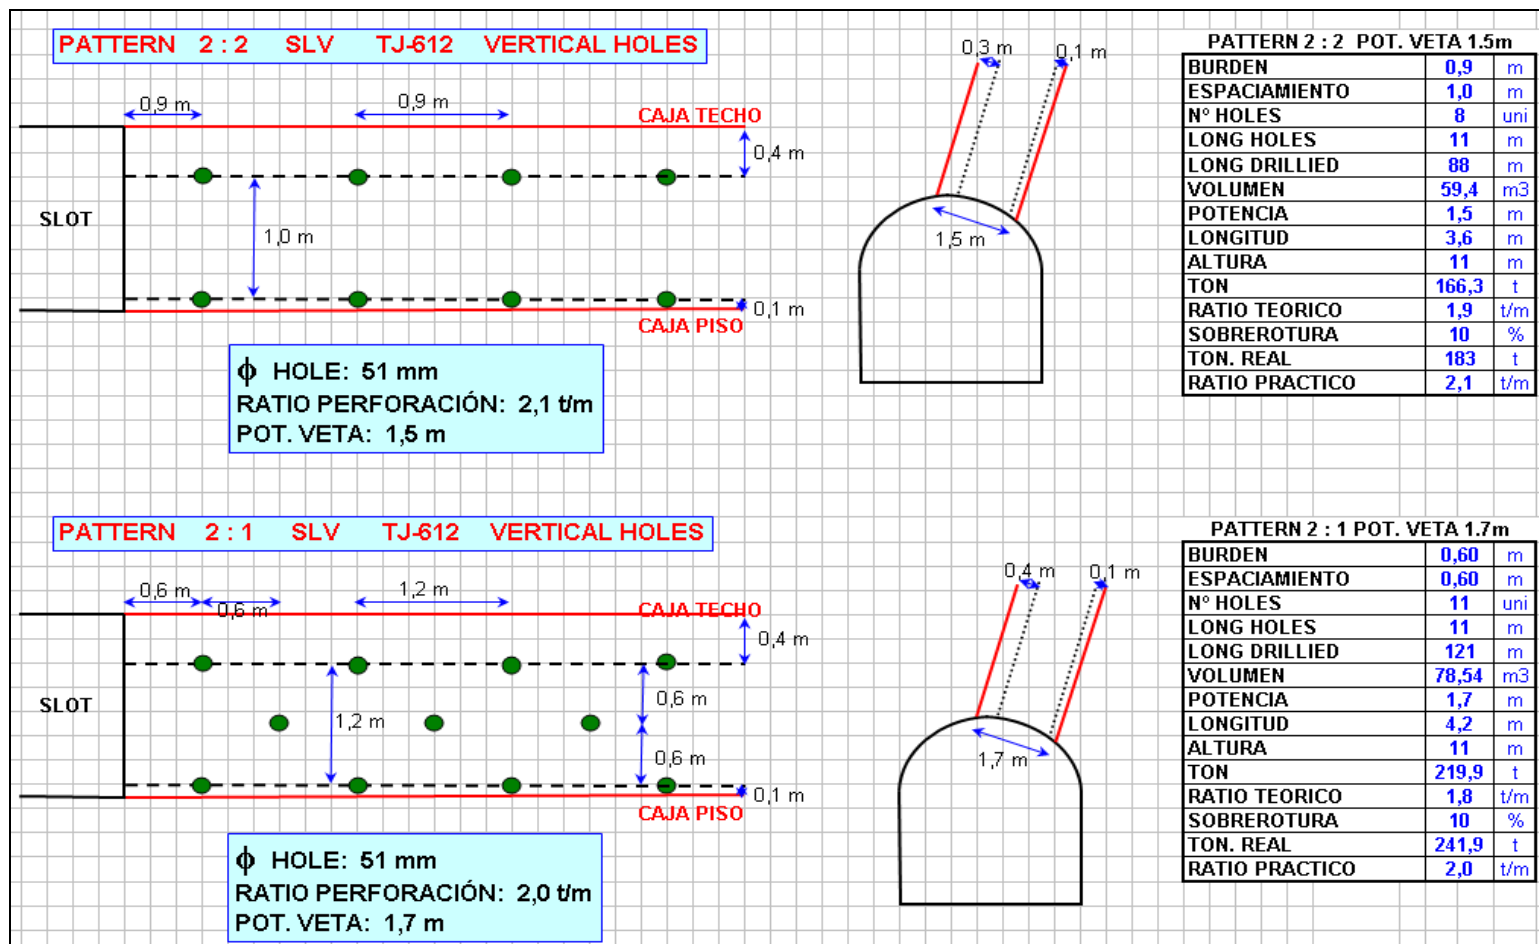 PATTERN 2 : 2 SLV TJ-612 VERTICAL HOLES
0,9 m
0,9 m
CAJA TECHO
0,4 m
SLOT
1,0 m
0,1 m
CAJA PISO
ϕ HOLE: 51 mm
RATIO PERFORACIÓN: 2,1 t/m
POT. VETA: 1,5 m
0,3 m
0,1 m
1,5 m
PATTERN 2 : 2 POT. VETA 1.5m
BURDEN 0,9 m
ESPACIAMIENTO 1,0 m
Nº HOLES 8 uni
LONG HOLES 11 m
LONG DRILLIED 88 m
VOLUMEN 59,4 m3
POTENCIA 1,5 m
LONGITUD 3,6 m
ALTURA 11 m
TON 166,3 t
RATIO TEORICO 1,9 t/m
SOBREROTURA 10 %
TON. REAL 183 t
RATIO PRACTICO 2,1 t/m
PATTERN 2 : 1 SLV TJ-612 VERTICAL HOLES
0,6 m
0,6 m
1,2 m
CAJA TECHO
0,4 m
SLOT
1,2 m
0,6 m
0,6 m
0,1 m
CAJA PISO
ϕ HOLE: 51 mm
RATIO PERFORACIÓN: 2,0 t/m
POT. VETA: 1,7 m
0,4 m
0,1 m
1,7 m
PATTERN 2 : 1 POT. VETA 1.7m
BURDEN 0,60 m
ESPACIAMIENTO 0,60 m
Nº HOLES 11 uni
LONG HOLES 11 m
LONG DRILLIED 121 m
VOLUMEN 78,54 m3
POTENCIA 1,7 m
LONGITUD 4,2 m
ALTURA 11 m
TON 219,9 t
RATIO TEORICO 1,8 t/m
SOBREROTURA 10 %
TON. REAL 241,9 t
RATIO PRACTICO 2,0 t/m